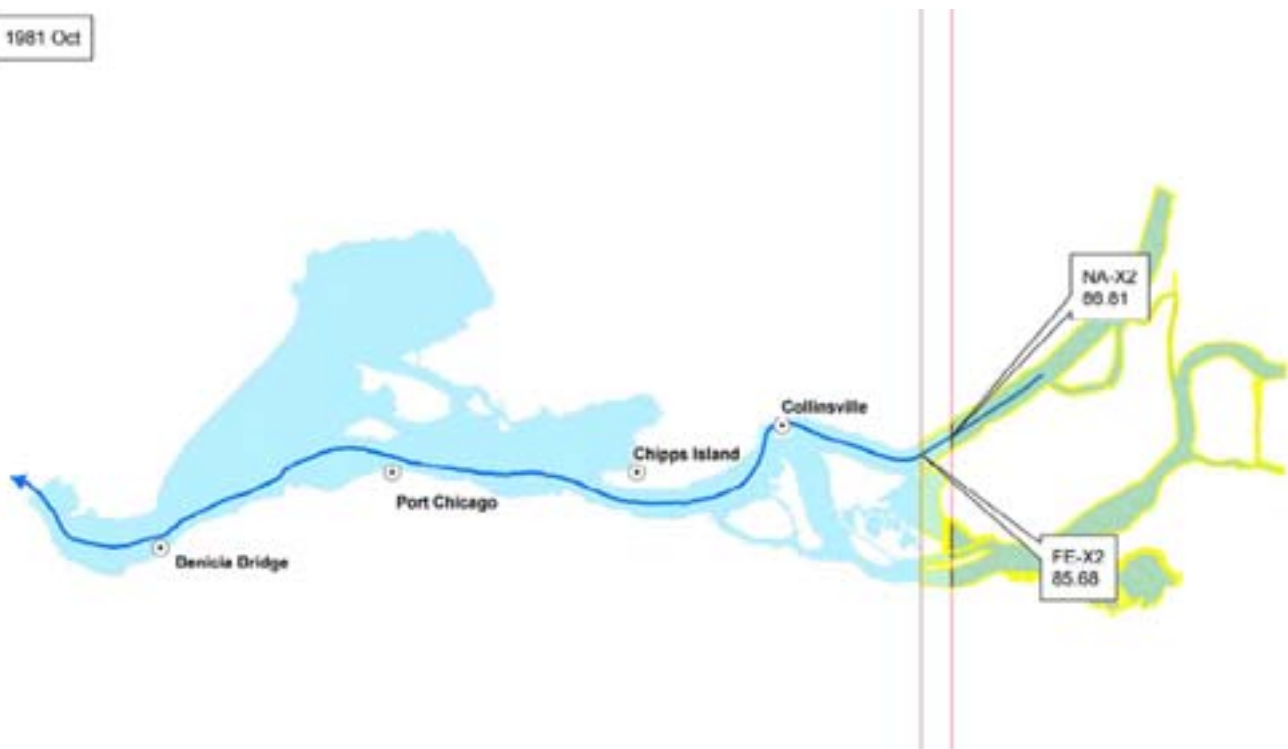 1981 Oct
NA-X2
86.81
Collinsville
Chipps Island
Port Chicago
Benicia Bridge
FE-X2
85.68